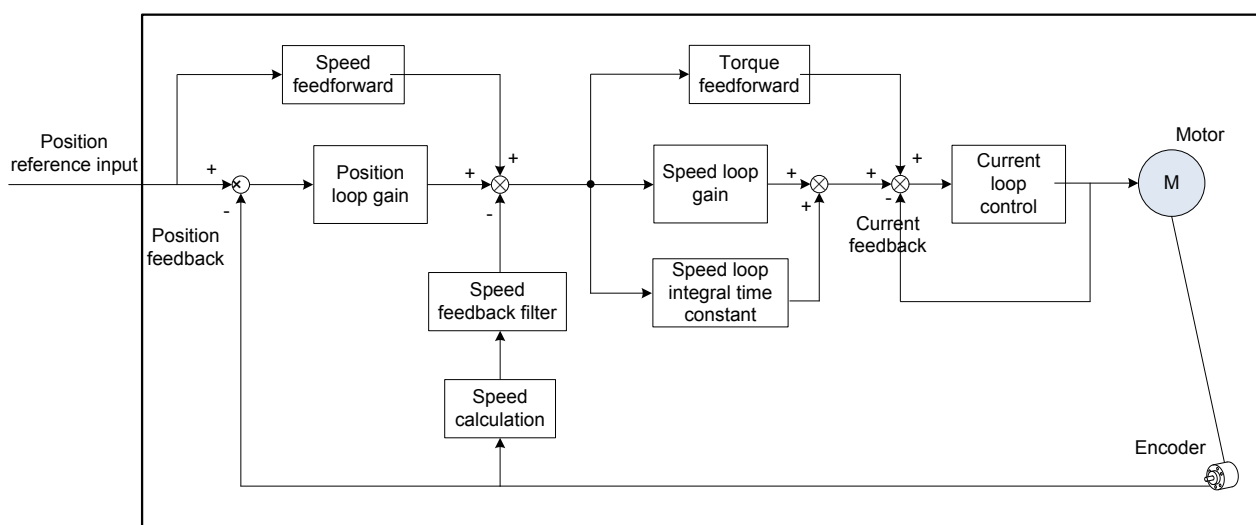 Speed
feedforward
Torque
feedforward
Position
reference input
Motor
+
+
Position
loop gain
+
+
Speed loop
gain
+
+
+
Current
loop
control
M
-
-
+
-
Position
feedback
Current
feedback
Speed
feedback filter
Speed loop
integral time
constant
Speed
calculation
Encoder